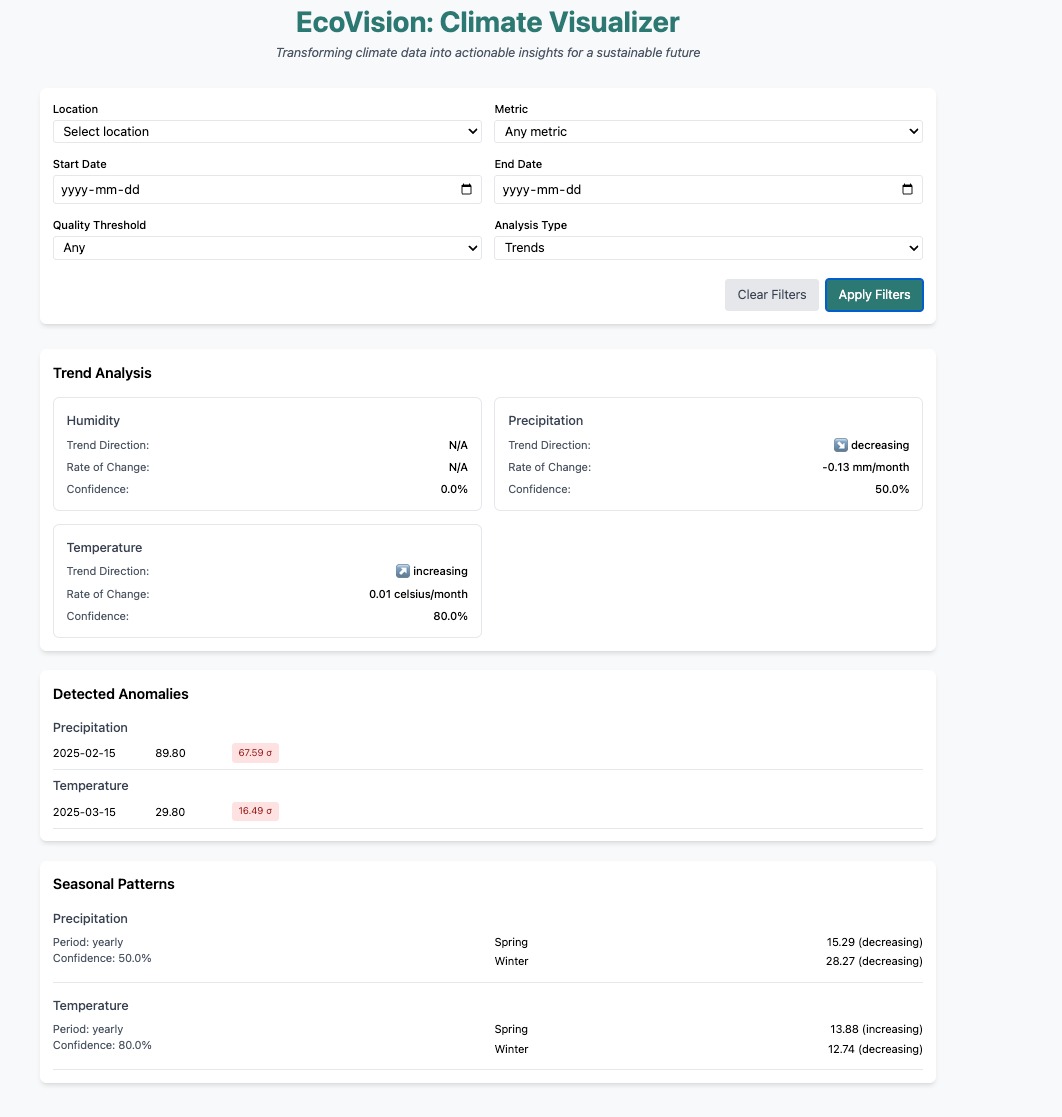 EcoVision: Climate Visualizer
Transforming climate data into actionable insights for a sustainable future
Location
Select location
Metric
Any metric
Start Date
yyyy-mm-dd
End Date
yyyy-mm-dd
Quality Threshold
Any
Analysis Type
Trends
Clear Filters
Apply Filters
Trend Analysis
Humidity
Trend Direction: N/A
Rate of Change: N/A
Confidence: 0.0%
Precipitation
Trend Direction: ↘️ decreasing
Rate of Change: -0.13 mm/month
Confidence: 50.0%
Temperature
Trend Direction: ↗️ increasing
Rate of Change: 0.01 celsius/month
Confidence: 80.0%
Detected Anomalies
Precipitation
2025-02-15 89.80 67.59 σ
Temperature
2025-03-15 29.80 16.49 σ
Seasonal Patterns
Precipitation
Period: yearly
Confidence: 50.0%
Spring 15.29 (decreasing)
Winter 28.27 (decreasing)
Temperature
Period: yearly
Confidence: 80.0%
Spring 13.88 (increasing)
Winter 12.74 (decreasing)